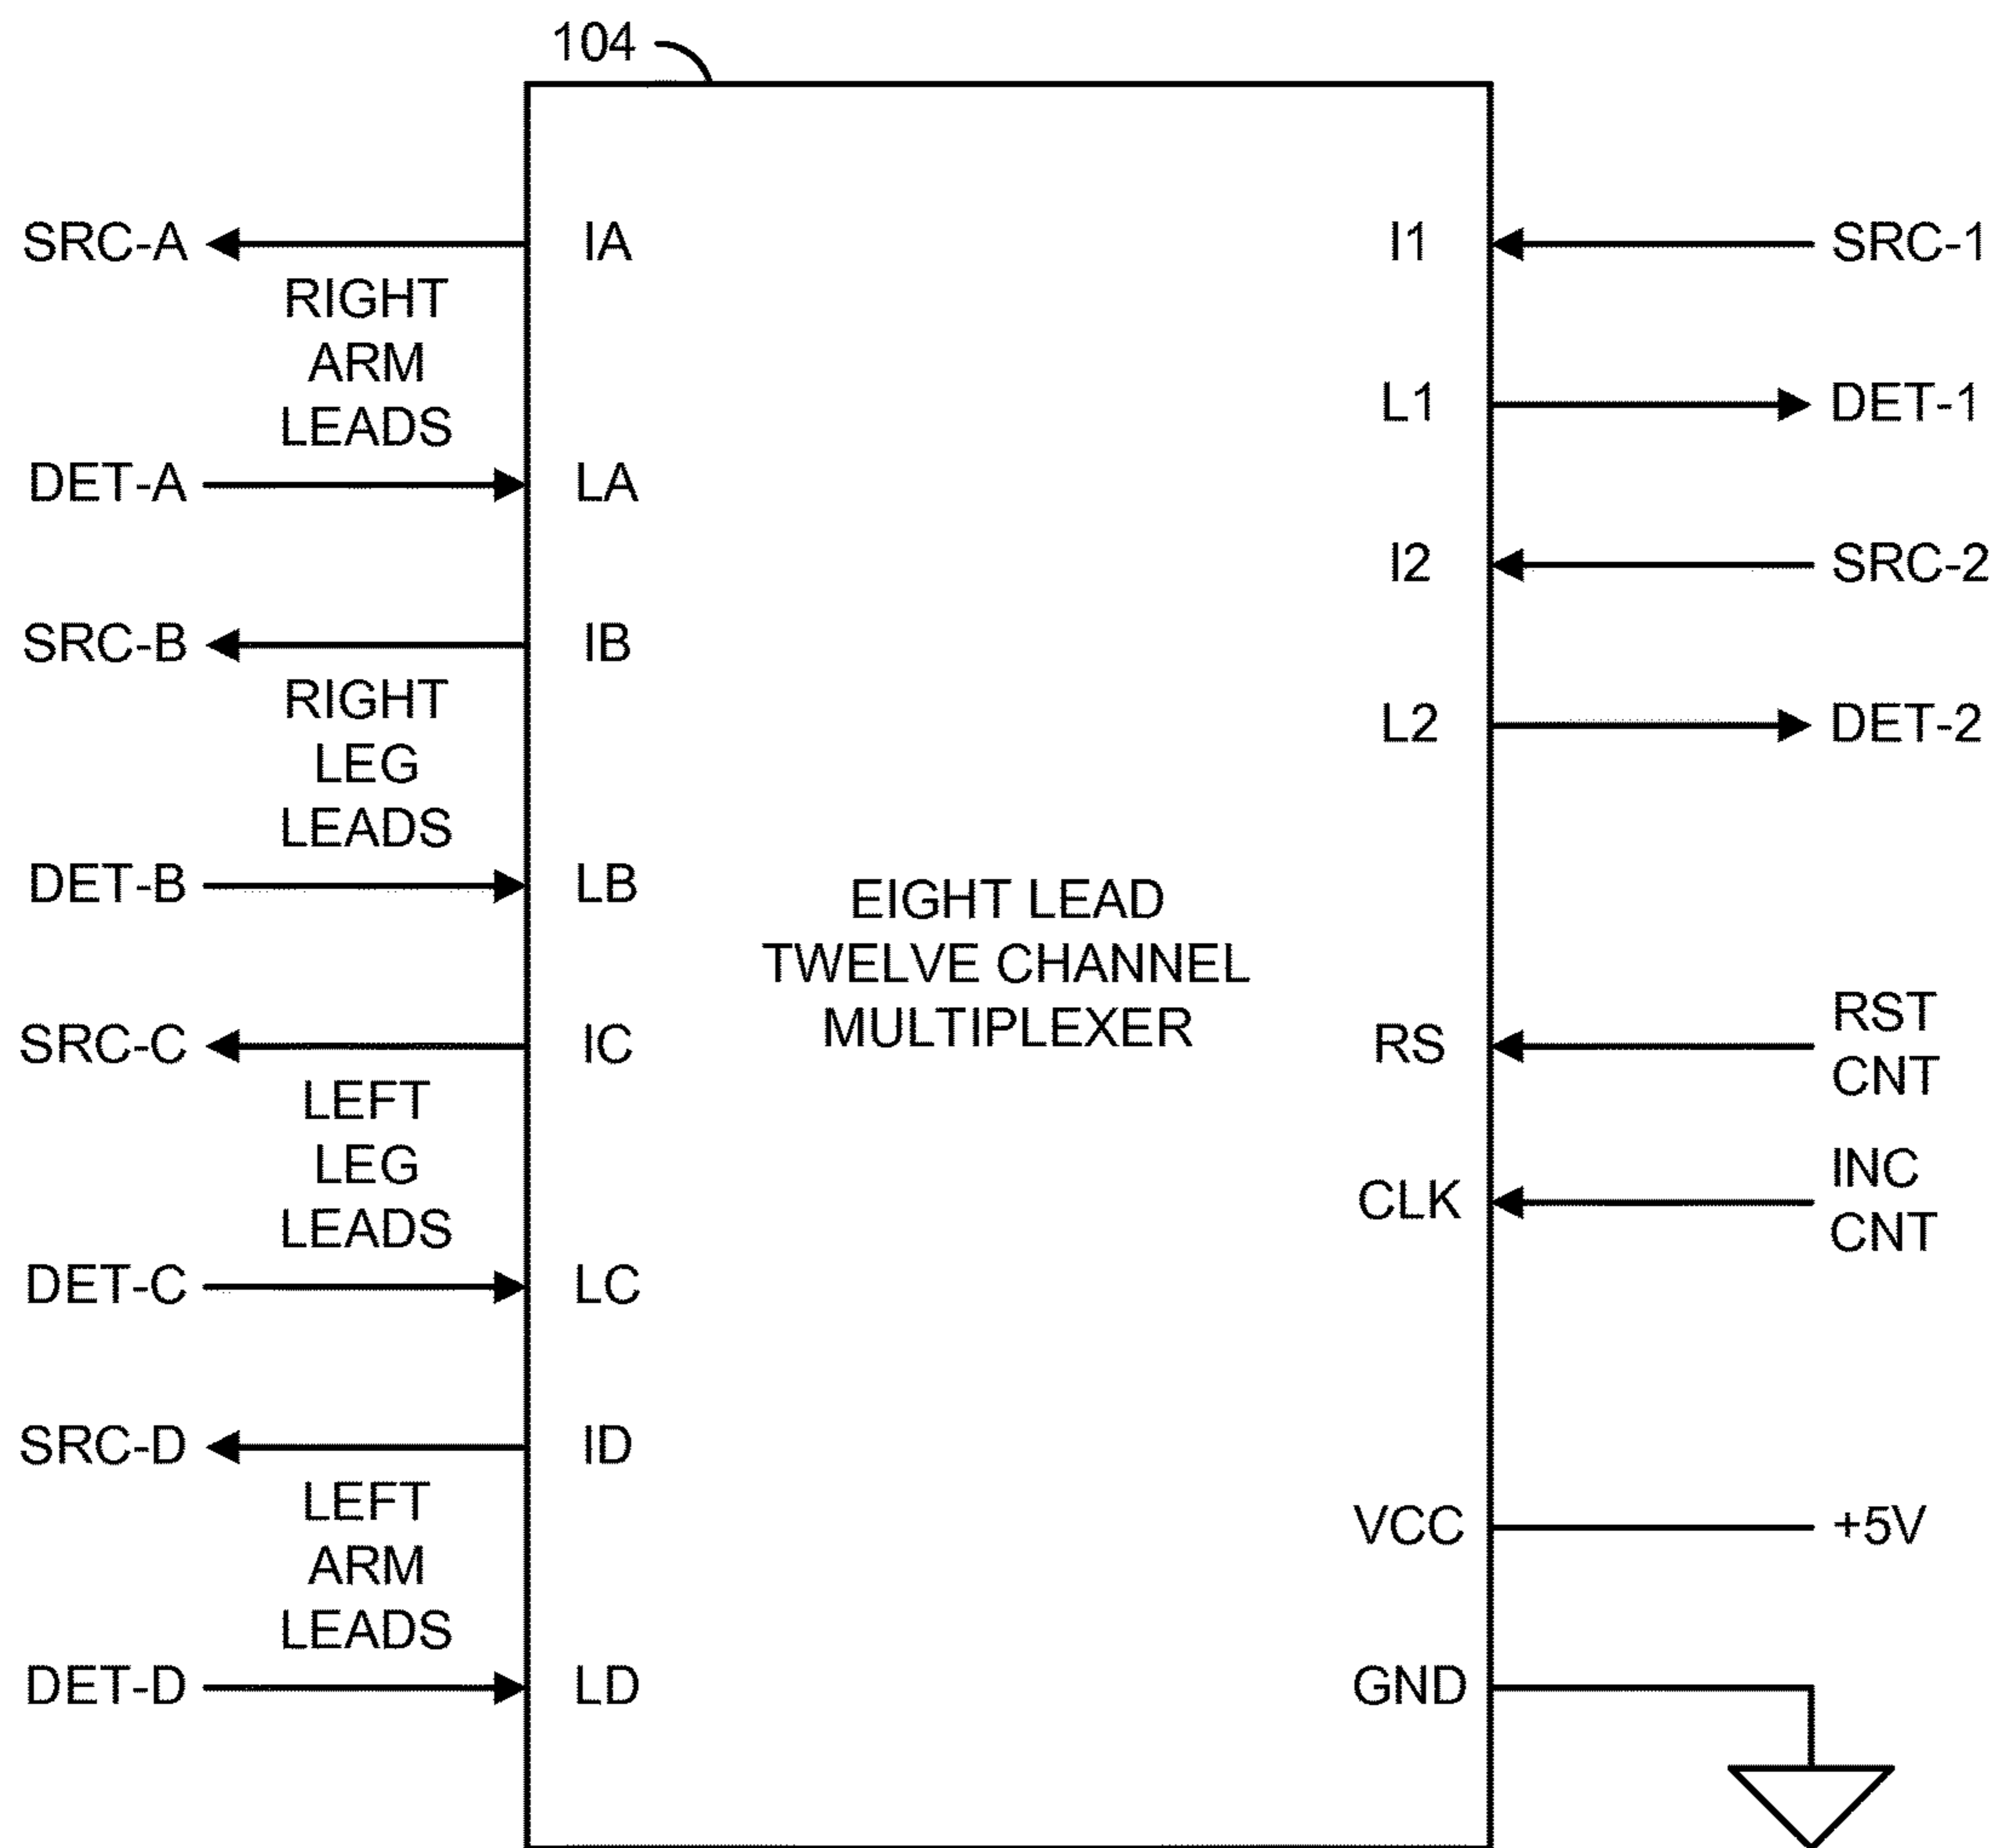 104
SRC-A
IA
I1
SRC-1
RIGHT
ARM
LEADS
L1
DET-1
DET-A
LA
I2
SRC-2
SRC-B
IB
RIGHT
LEG
LEADS
L2
DET-2
DET-B
LB
EIGHT LEAD
TWELVE CHANNEL
MULTIPLEXER
SRC-C
IC
RS
RST
CNT
LEFT
LEG
LEADS
CLK
INC
CNT
DET-C
LC
SRC-D
ID
LEFT
ARM
LEADS
VCC
+5V
DET-D
LD
GND